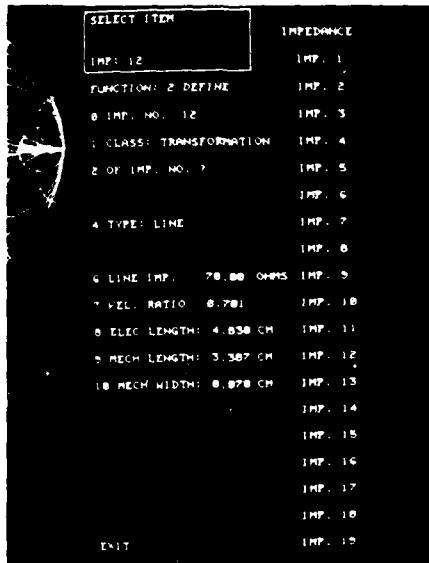 SELECT ITEM
IMP: 12
FUNCTION: 2 DEFINE
0 IMP. NO. 12
1 CLASS: TRANSFORMATION
2 OF IMP. NO. 7
4 TYPE: LINE
6 LINE IMP. 70.00 OHMS
7 VEL. RATIO 0.701
8 ELEC LENGTH: 4.830 CM
9 MECH LENGTH: 3.387 CM
10 MECH WIDTH: 0.070 CM
EXIT
IMPEDANCE
IMP. 1
IMP. 2
IMP. 3
IMP. 4
IMP. 5
IMP. 6
IMP. 7
IMP. 8
IMP. 9
IMP. 10
IMP. 11
IMP. 12
IMP. 13
IMP. 14
IMP. 15
IMP. 16
IMP. 17
IMP. 18
IMP. 19